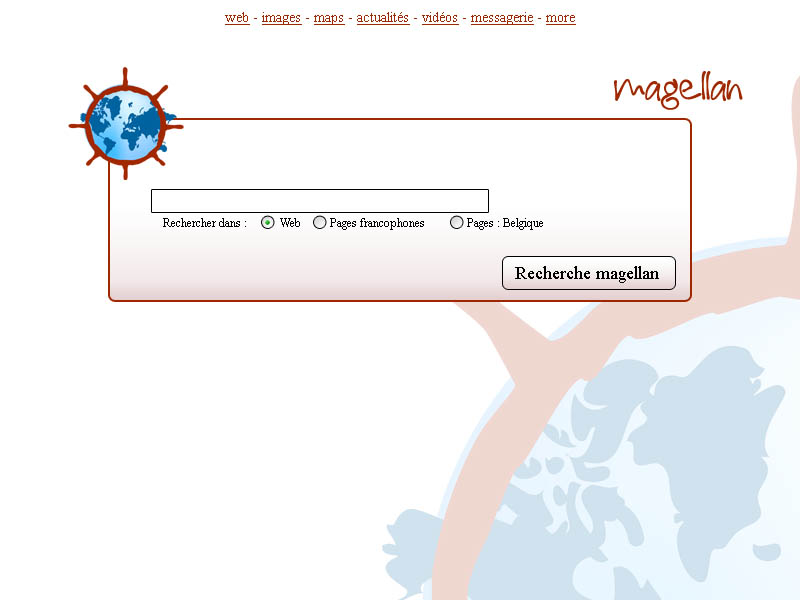 web - images - maps - actualités - vidéos - messagerie - more
magellan
Rechercher dans : Web Pages francophones Pages : Belgique
Recherche magellan